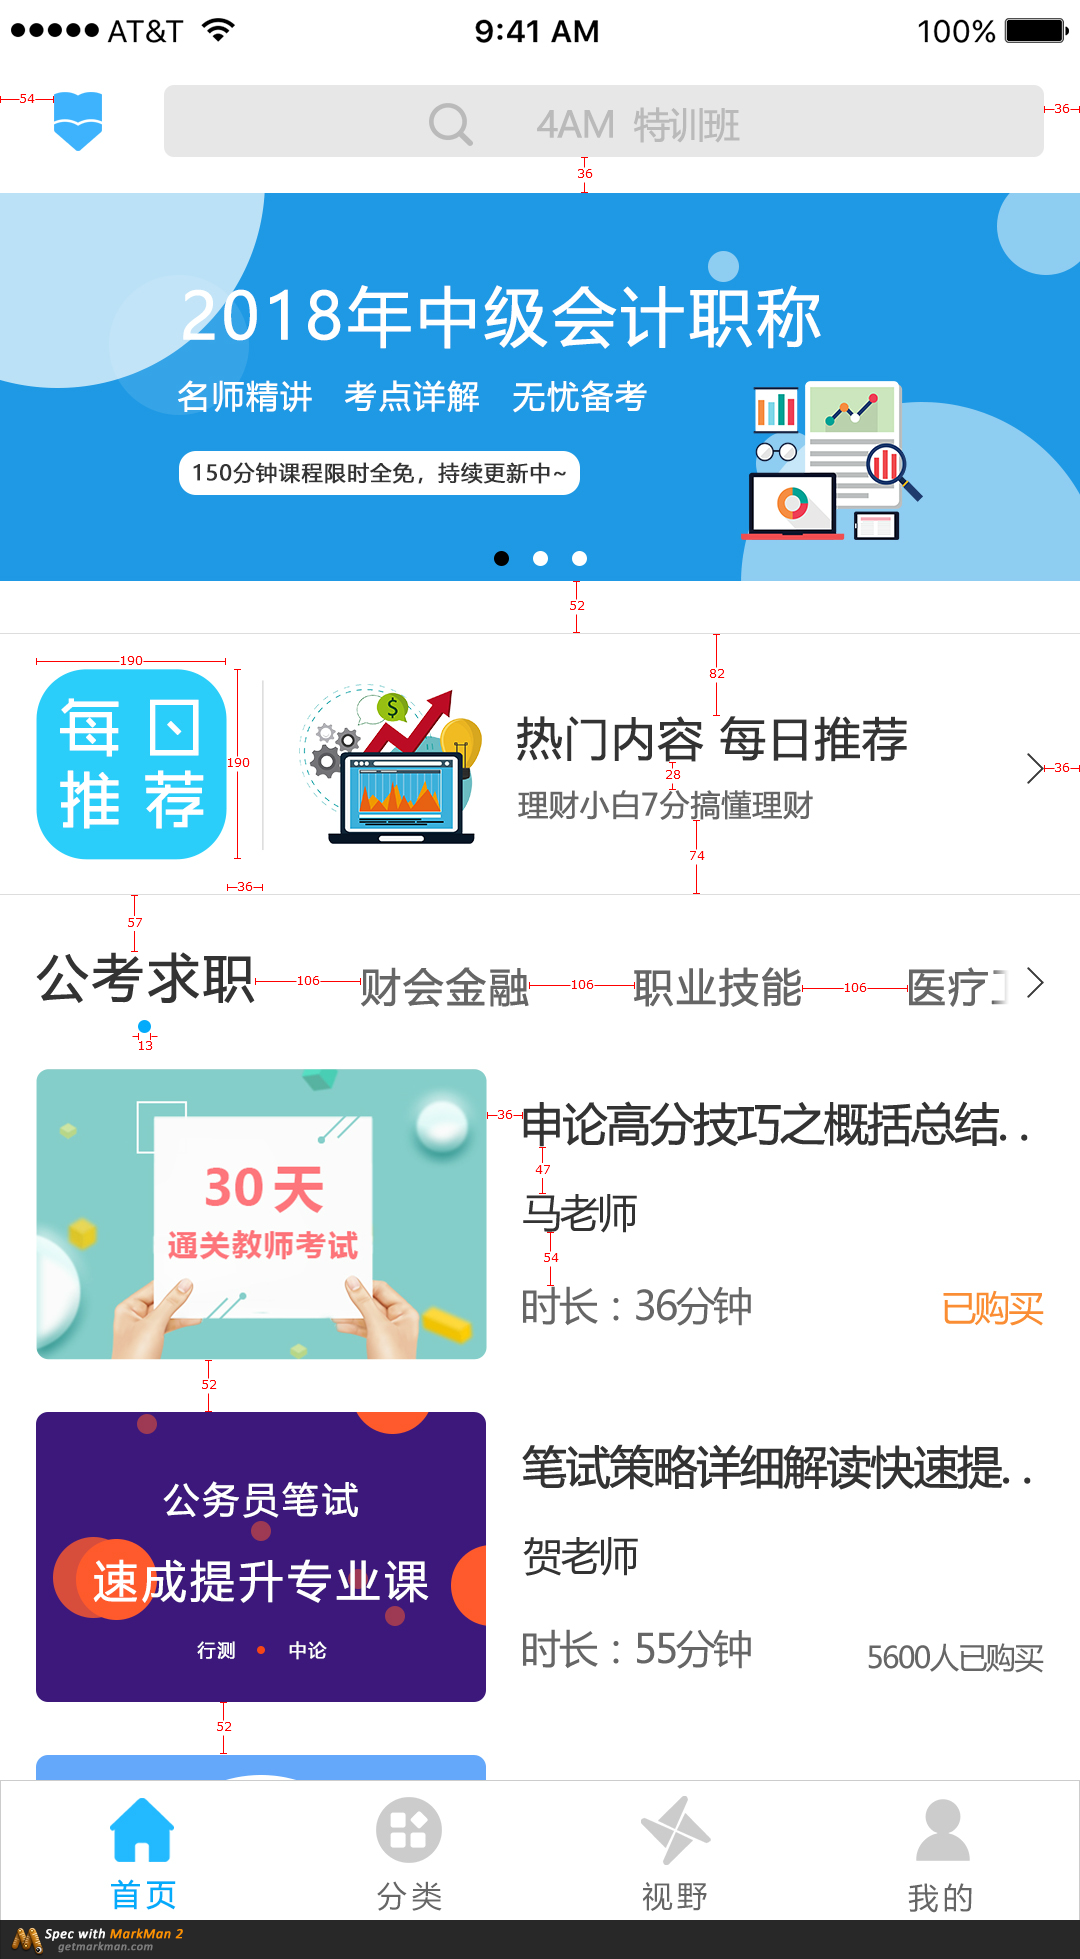 AT&T 9:41 AM 100%
54
4AM 特训班
36
36
2018年中级会计职称
名师精讲 考点详解 无忧备考
150分钟课程限时全免，持续更新中~
52
190
82
每日
推荐
190
热门内容 每日推荐
28
36
理财小白7分搞懂理财
74
36
57
公考求职 106 财会金融 106 职业技能 106 医疗
13
36
申论高分技巧之概括总结..
30天
通关教师考试
47
马老师
54
时长：36分钟 已购买
52
笔试策略详细解读快速提..
公务员笔试
速成提升专业课
行测 • 中论
贺老师
时长：55分钟 5600人已购买
52
首页 分类 视野 我的
Spec with MarkMan 2
getmarkman.com